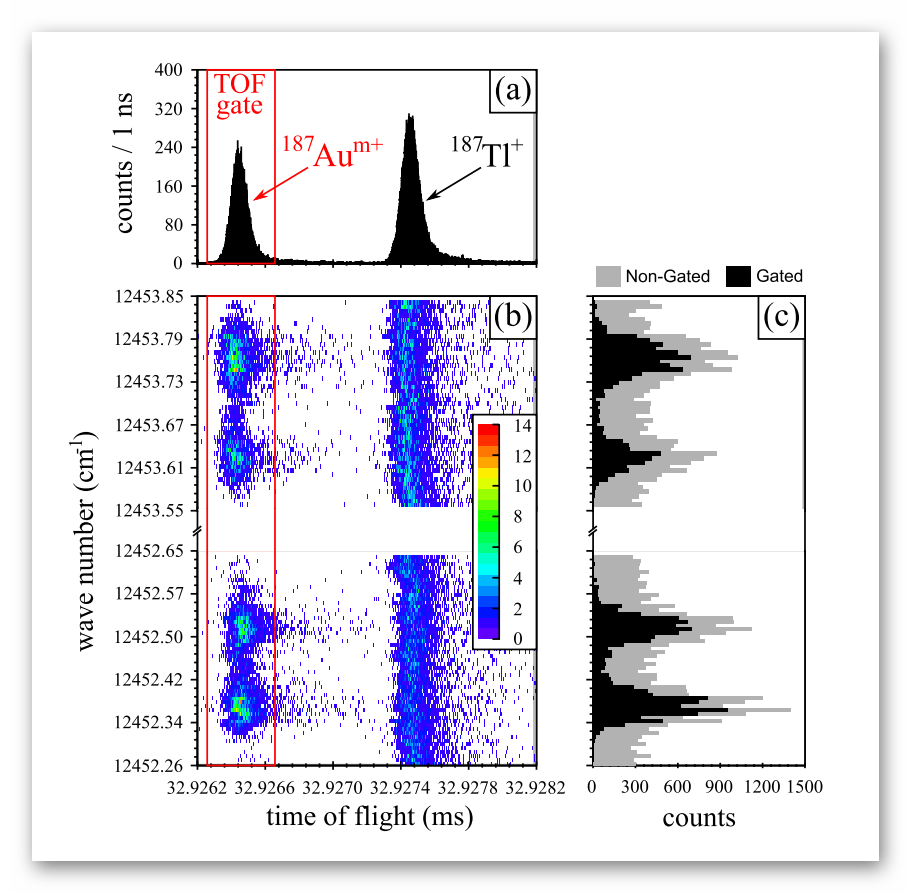 400
320
240
160
80
0
counts / 1 ns
TOF
gate
187Aum+
187Tl+
(a)
Non-Gated
Gated
12453.85
12453.79
12453.73
12453.67
12453.61
12453.55
12452.65
12452.57
12452.50
12452.42
12452.34
12452.26
wave number (cm-1)
(b)
14
12
10
8
6
4
2
0
(c)
32.9262 32.9266 32.9270 32.9274 32.9278 32.9282
time of flight (ms)
0 300 600 900 1200 1500
counts